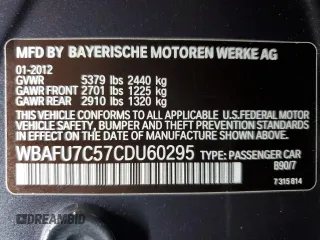 MFD BY BAYERISCHE MOTOREN WERKE AG
01-2012
GVWR 5379 lbs 2440 kg
GAWR FRONT 2701 lbs 1225 kg
GAWR REAR 2910 lbs 1320 kg
THIS VEHICLE CONFORMS TO ALL APPLICABLE U.S.FEDERAL MOTOR
VEHICLE SAFETY, BUMPER, AND THEFT PREVENTION STANDARDS
IN EFFECT ON THE DATE OF MANUFACTURE SHOWN ABOVE.
WBAFU7C57CDU60295 TYPE: PASSENGER CAR
B90/7
7 315 814
DREAMBID